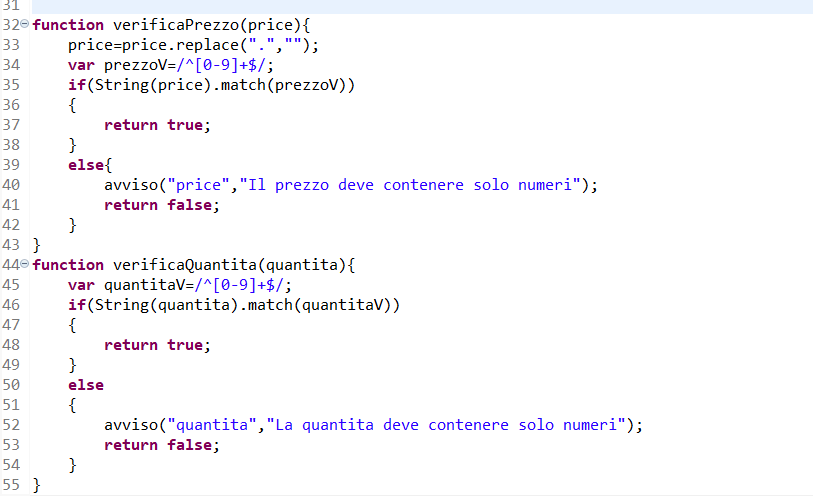 31
32 function verificaPrezzo(price){
33     price=price.replace(".","");
34     var prezzoV=/^[0-9]+$/;
35     if(String(price).match(prezzoV))
36     {
37         return true;
38     }
39     else{
40         avviso("price","Il prezzo deve contenere solo numeri");
41         return false;
42     }
43 }
44 function verificaQuantita(quantita){
45     var quantitaV=/^[0-9]+$/;
46     if(String(quantita).match(quantitaV))
47     {
48         return true;
49     }
50     else
51     {
52         avviso("quantita","La quantita deve contenere solo numeri");
53         return false;
54     }
55 }